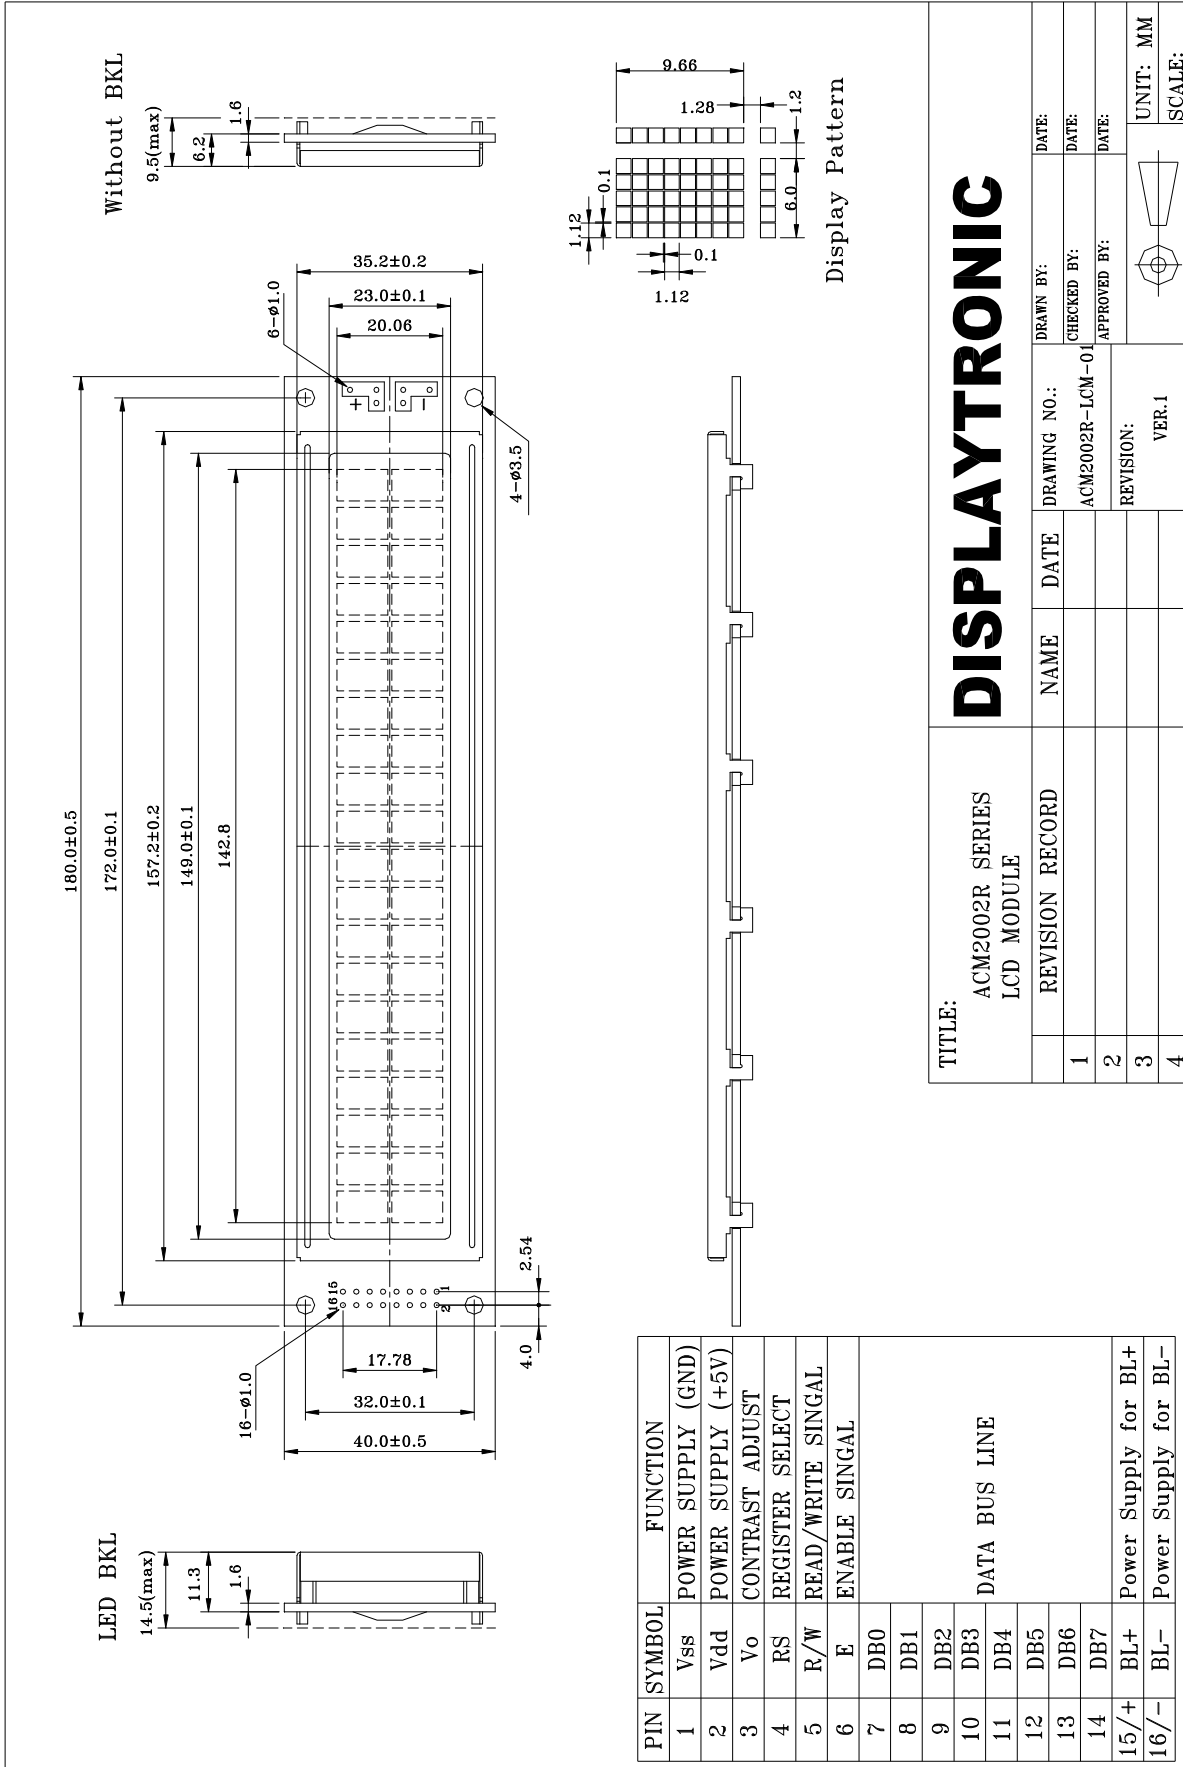 LED BKL
14.5(max)
11.3
1.6
180.0±0.5
172.0±0.1
157.2±0.2
149.0±0.1
142.8
Without BKL
9.5(max)
6.2
1.6
16-ø1.0
17.78
32.0±0.1
40.0±0.5
16 15
2 1
4.0
2.54
6-ø1.0
35.2±0.2
23.0±0.1
20.06
+
−
4-ø3.5
9.66
1.28
1.2
1.12
0.1
6.0
0.1
1.12
Display Pattern
PIN SYMBOL FUNCTION
1 Vss POWER SUPPLY (GND)
2 Vdd POWER SUPPLY (+5V)
3 Vo CONTRAST ADJUST
4 RS REGISTER SELECT
5 R/W READ/WRITE SINGAL
6 E ENABLE SINGAL
7 DB0
8 DB1
9 DB2
10 DB3
11 DB4 DATA BUS LINE
12 DB5
13 DB6
14 DB7
15/+ BL+ Power Supply for BL+
16/− BL− Power Supply for BL−
TITLE:
ACM2002R SERIES
LCD MODULE
DISPLAYTRONIC
REVISION RECORD NAME DATE
1
2
3
4
DRAWING NO.:
ACM2002R-LCM-01
REVISION:
VER.1
DRAWN BY: DATE:
CHECKED BY: DATE:
APPROVED BY: DATE:
UNIT: MM
SCALE: